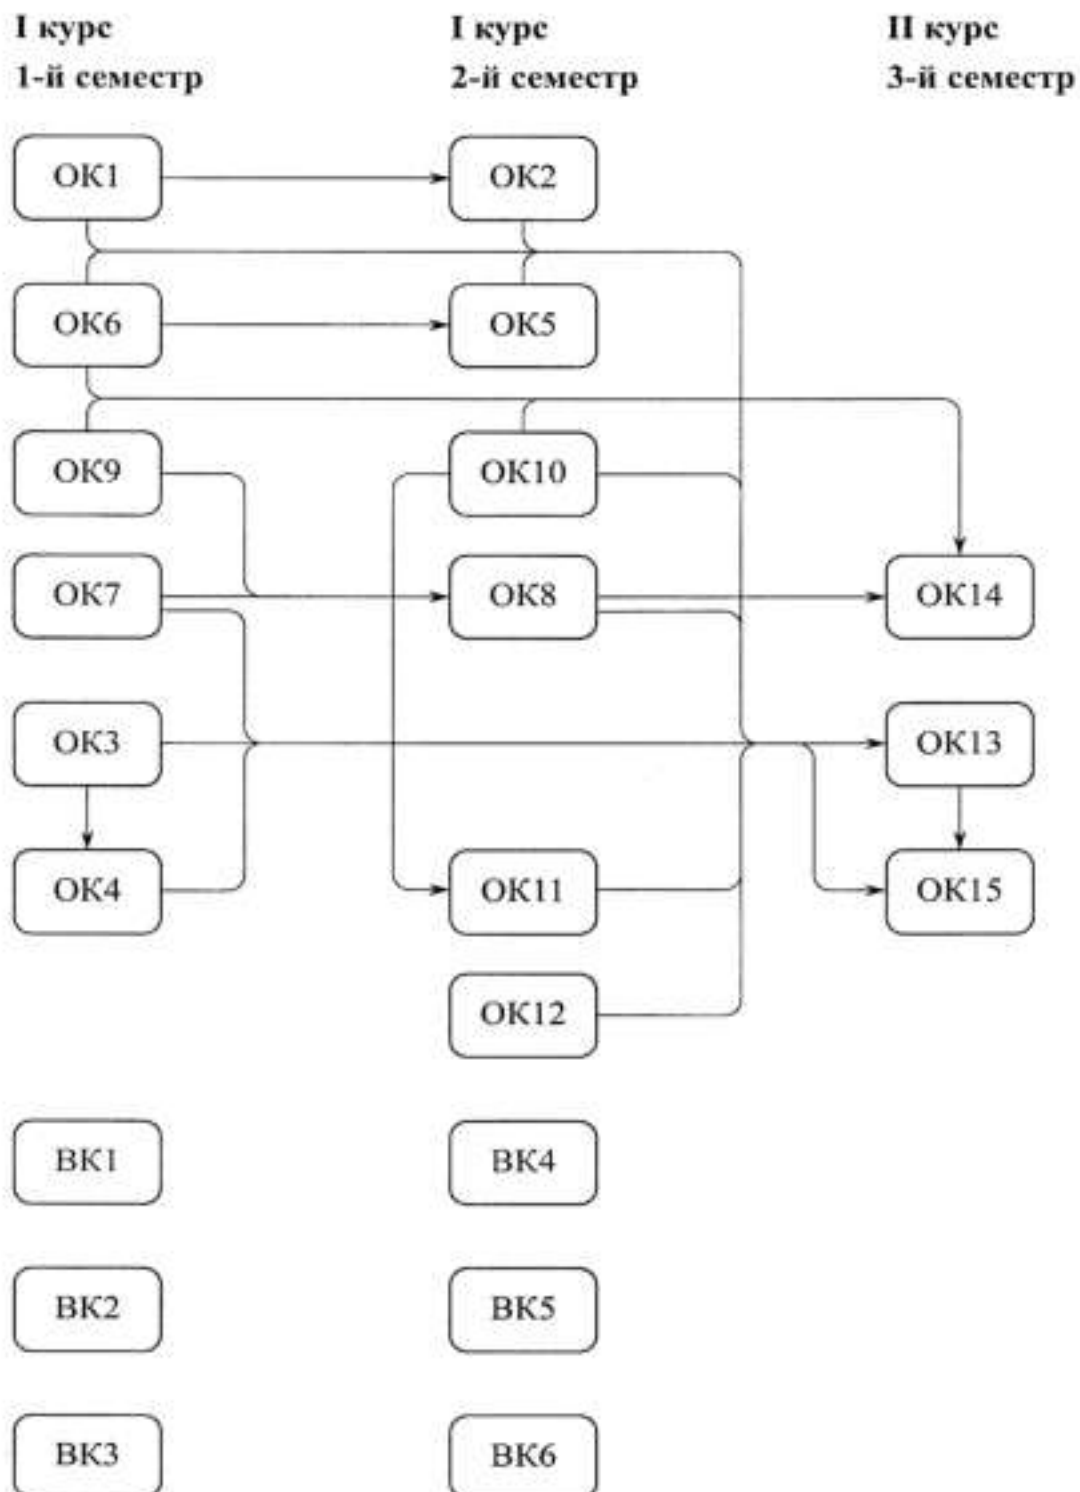 I курс
1-й семестр
I курс
2-й семестр
II курс
3-й семестр
ОК1
ОК2
ОК6
ОК5
ОК9
ОК10
ОК7
ОК8
ОК14
ОК3
ОК13
ОК4
ОК11
ОК15
ОК12
ВК1
ВК4
ВК2
ВК5
ВК3
ВК6